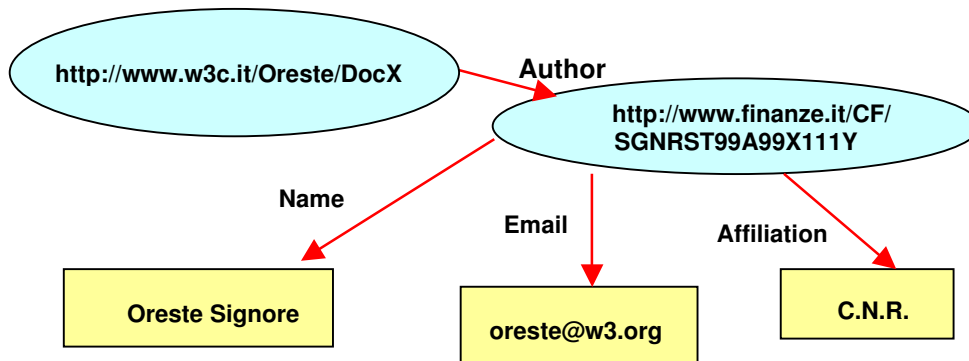 http://www.w3c.it/Oreste/DocX
Author
http://www.finanze.it/CF/
SGNRST99A99X111Y
Name
Email
Affiliation
Oreste Signore
oreste@w3.org
C.N.R.